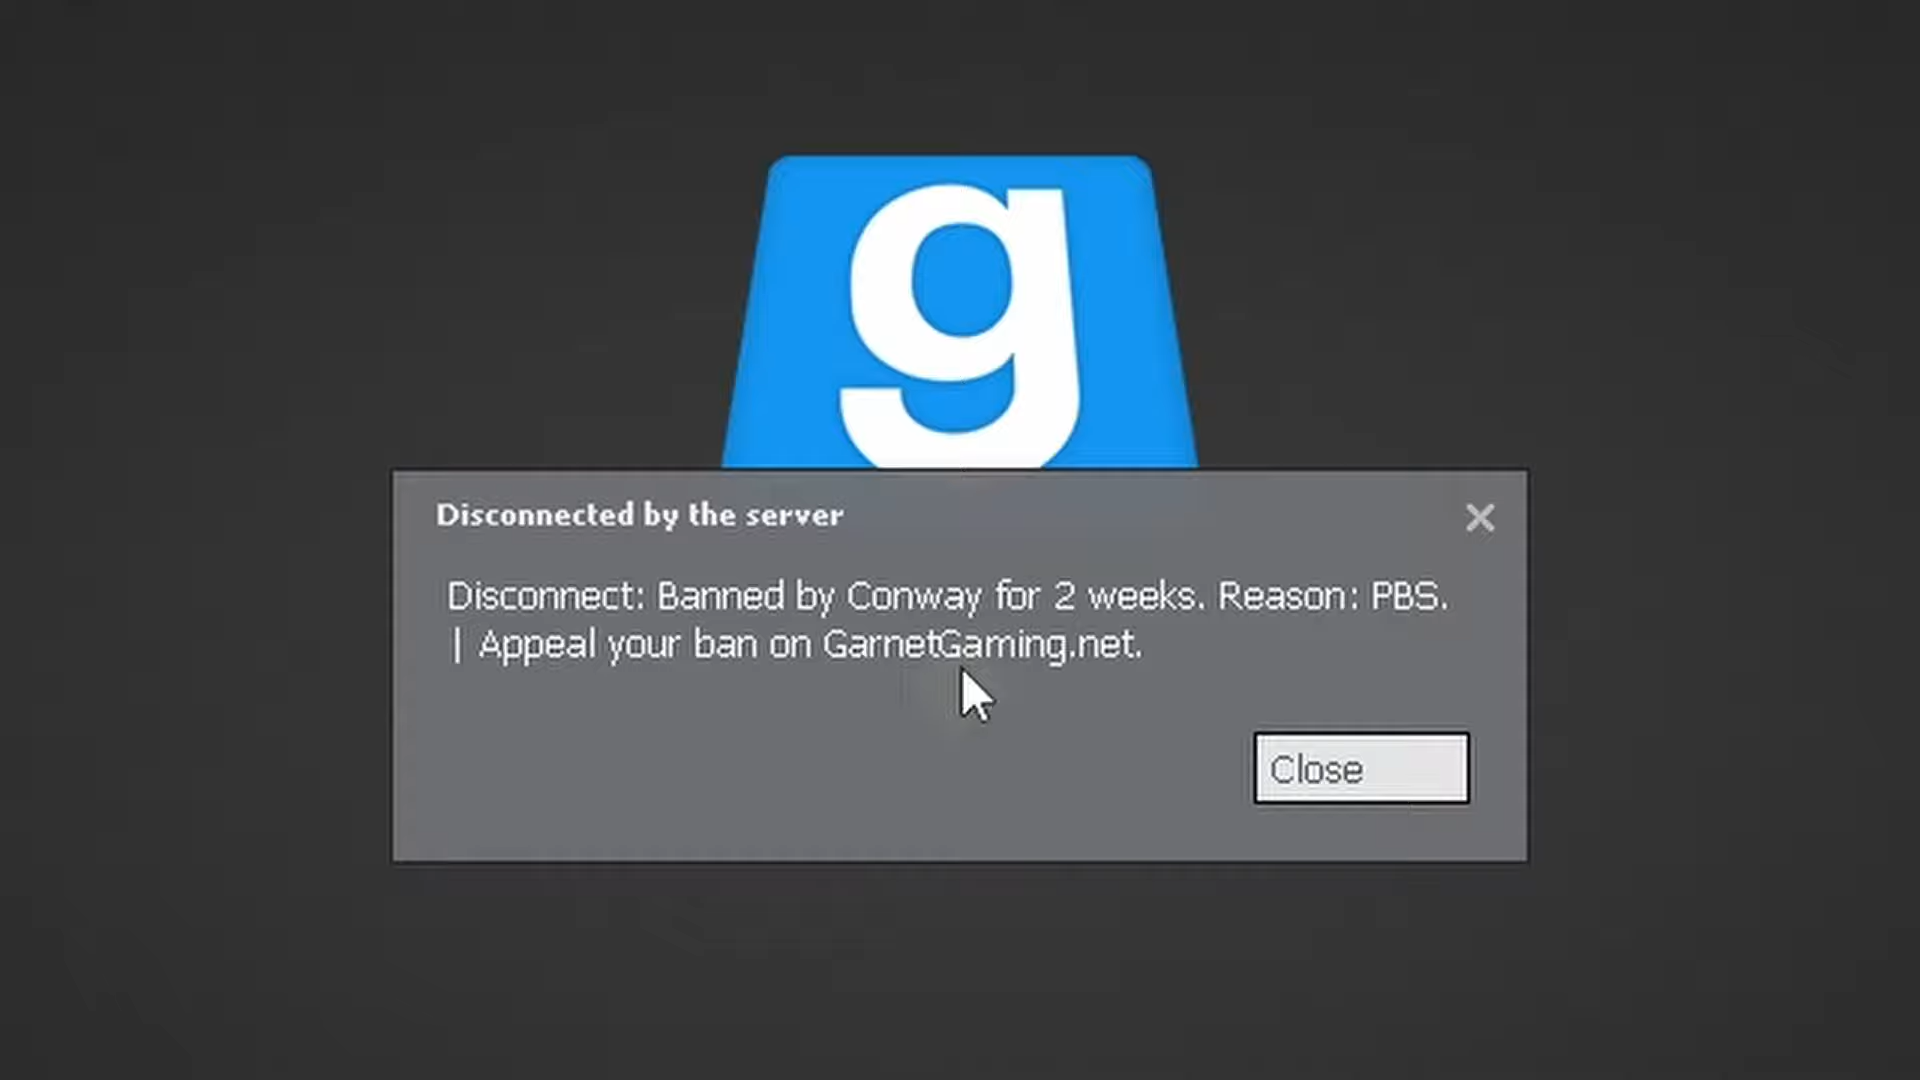 g
Disconnected by the server
Disconnect: Banned by Conway for 2 weeks. Reason: PBS.
| Appeal your ban on GarnetGaming.net.
Close